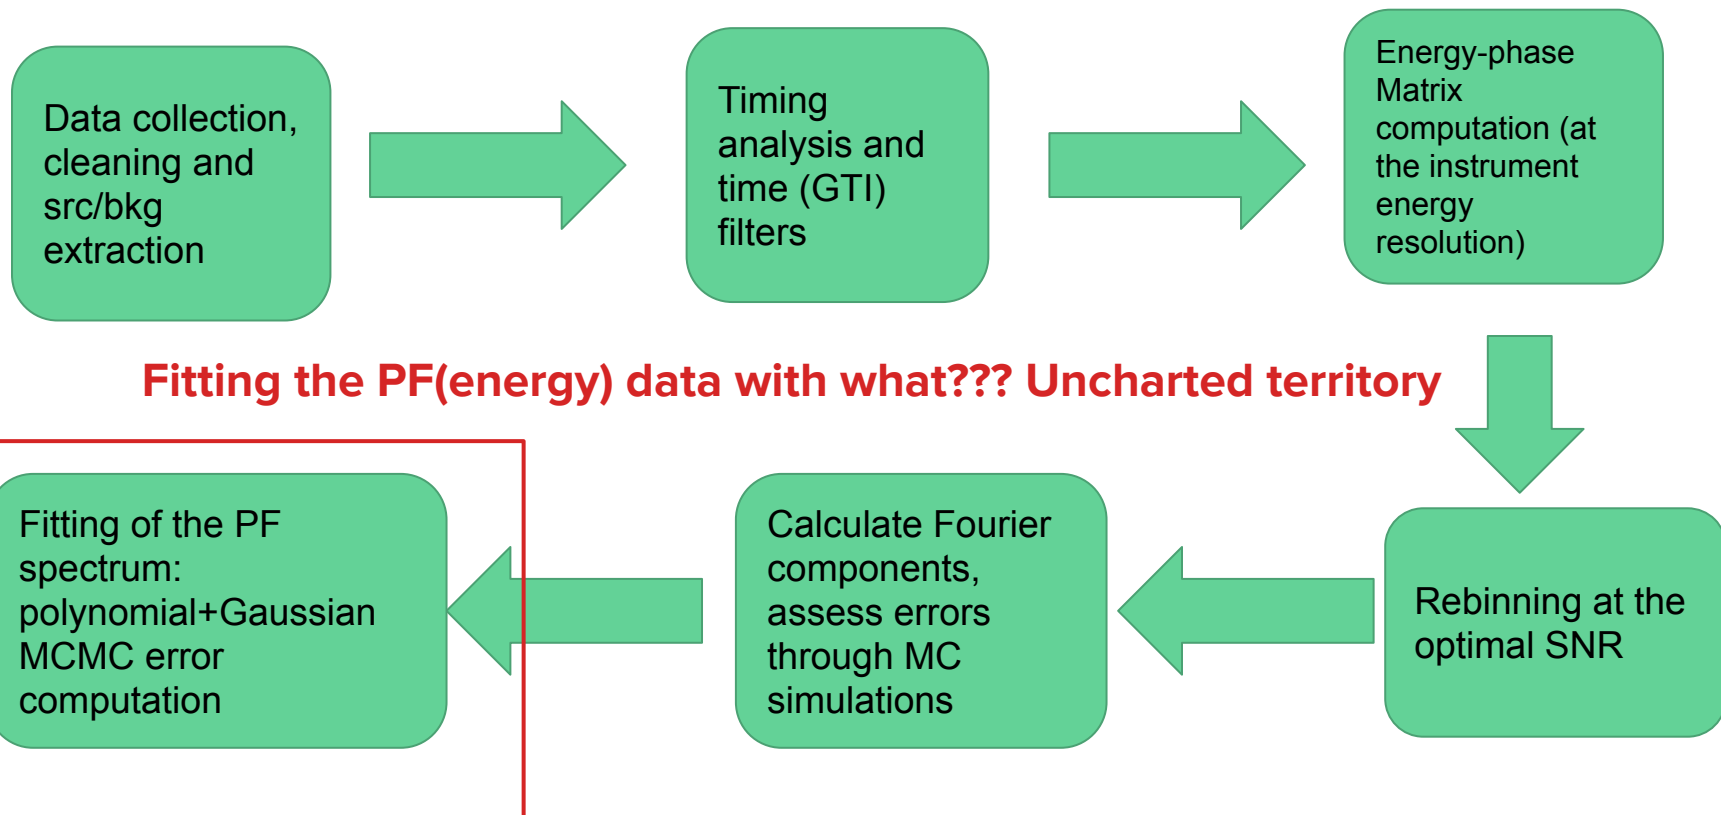 Data collection,
cleaning and
src/bkg
extraction
Timing
analysis and
time (GTI)
filters
Energy-phase
Matrix
computation (at
the instrument
energy
resolution)
Fitting the PF(energy) data with what??? Uncharted territory
Fitting of the PF
spectrum:
polynomial+Gaussian
MCMC error
computation
Calculate Fourier
components,
assess errors
through MC
simulations
Rebinning at the
optimal SNR